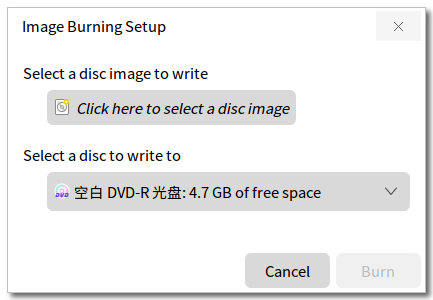 Image Burning Setup
Select a disc image to write
Click here to select a disc image
Select a disc to write to
DVD 空白 DVD-R 光盘: 4.7 GB of free space
Cancel Burn